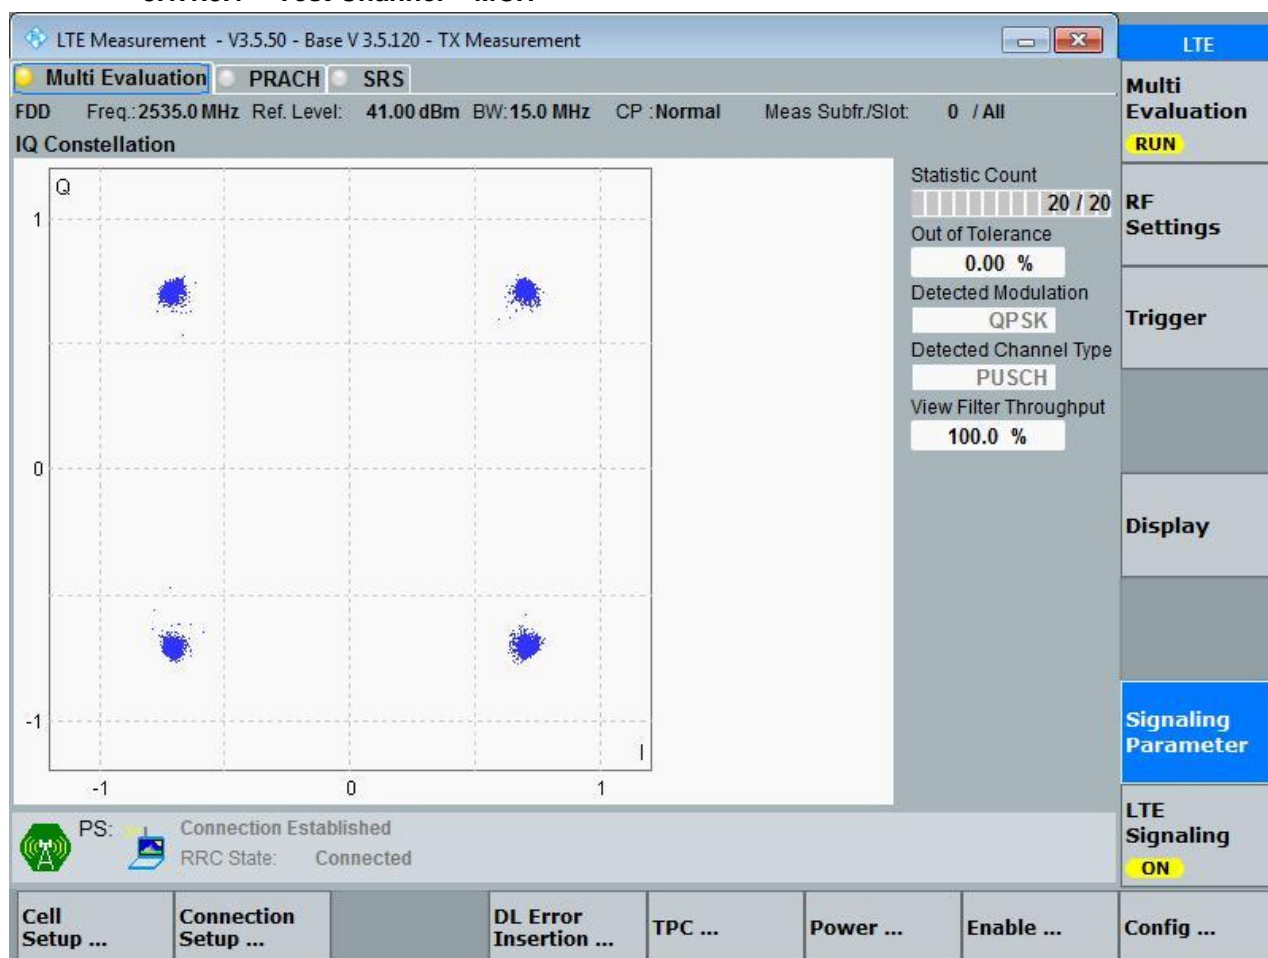 LTE Measurement - V3.5.50 - Base V 3.5.120 - TX Measurement
LTE
Multi Evaluation PRACH SRS
FDD Freq.:2535.0 MHz Ref. Level: 41.00 dBm BW:15.0 MHz CP :Normal Meas Subfr./Slot: 0 / All
IQ Constellation
Multi
Evaluation
RUN
Q
1
0
-1
-1 0 1
I
Statistic Count
20 / 20
Out of Tolerance
0.00 %
Detected Modulation
QPSK
Detected Channel Type
PUSCH
View Filter Throughput
100.0 %
RF
Settings
Trigger
Display
Signaling
Parameter
LTE
Signaling
ON
PS: Connection Established
RRC State: Connected
Cell
Setup ...
Connection
Setup ...
DL Error
Insertion ...
TPC ...
Power ...
Enable ...
Config ...